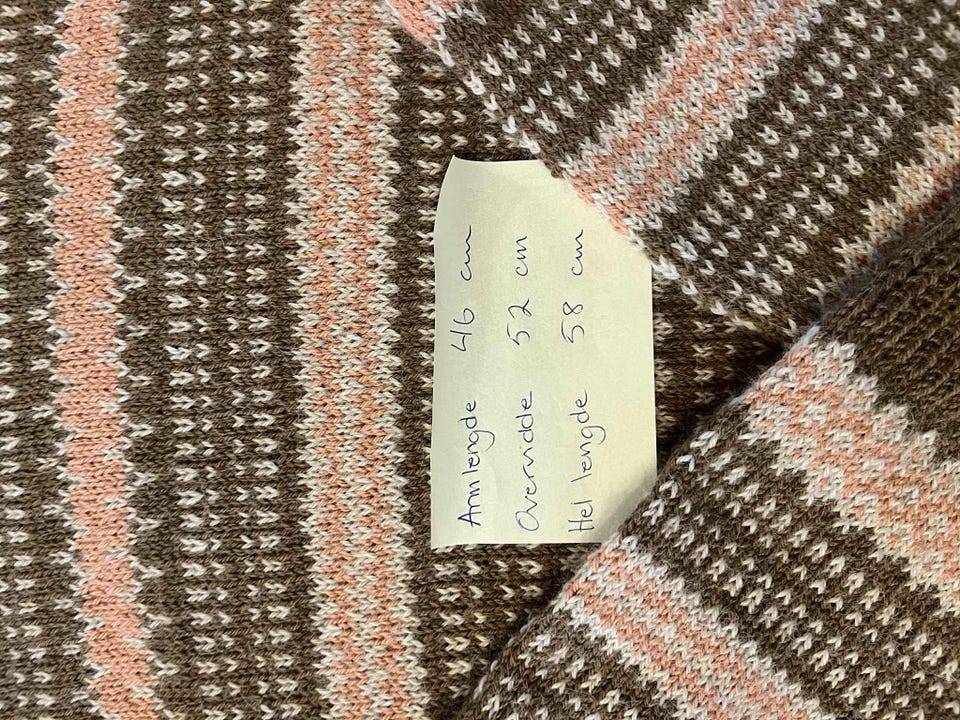 Armlengde 46 cm
Overvidde 52 cm
Hel lengde 58 cm